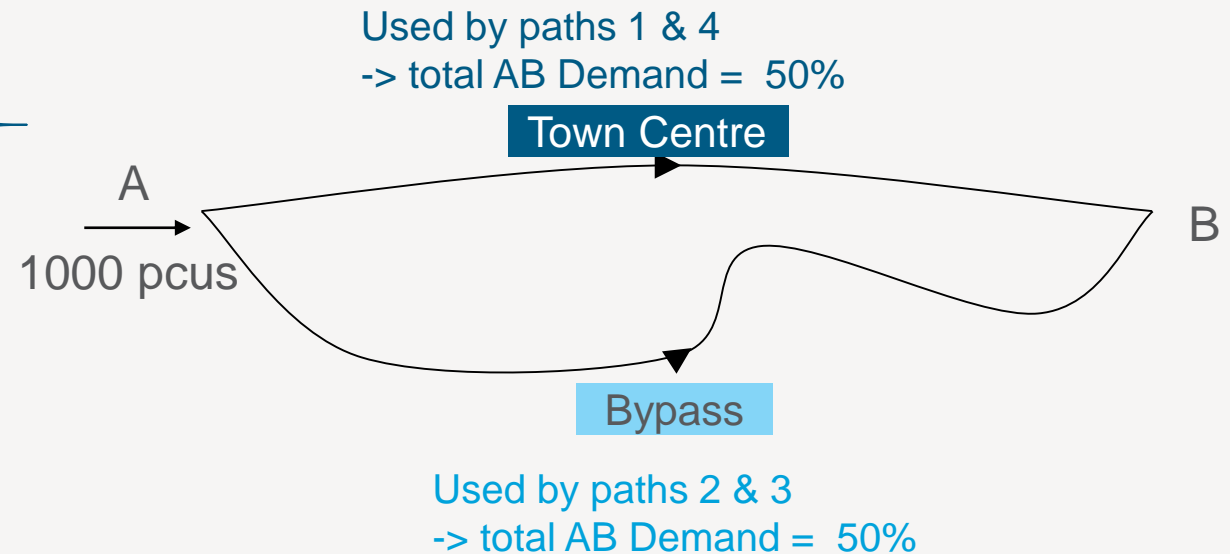 Used by paths 1 & 4
-> total AB Demand = 50%
Town Centre
A
B
1000 pcus
Bypass
Used by paths 2 & 3
-> total AB Demand = 50%